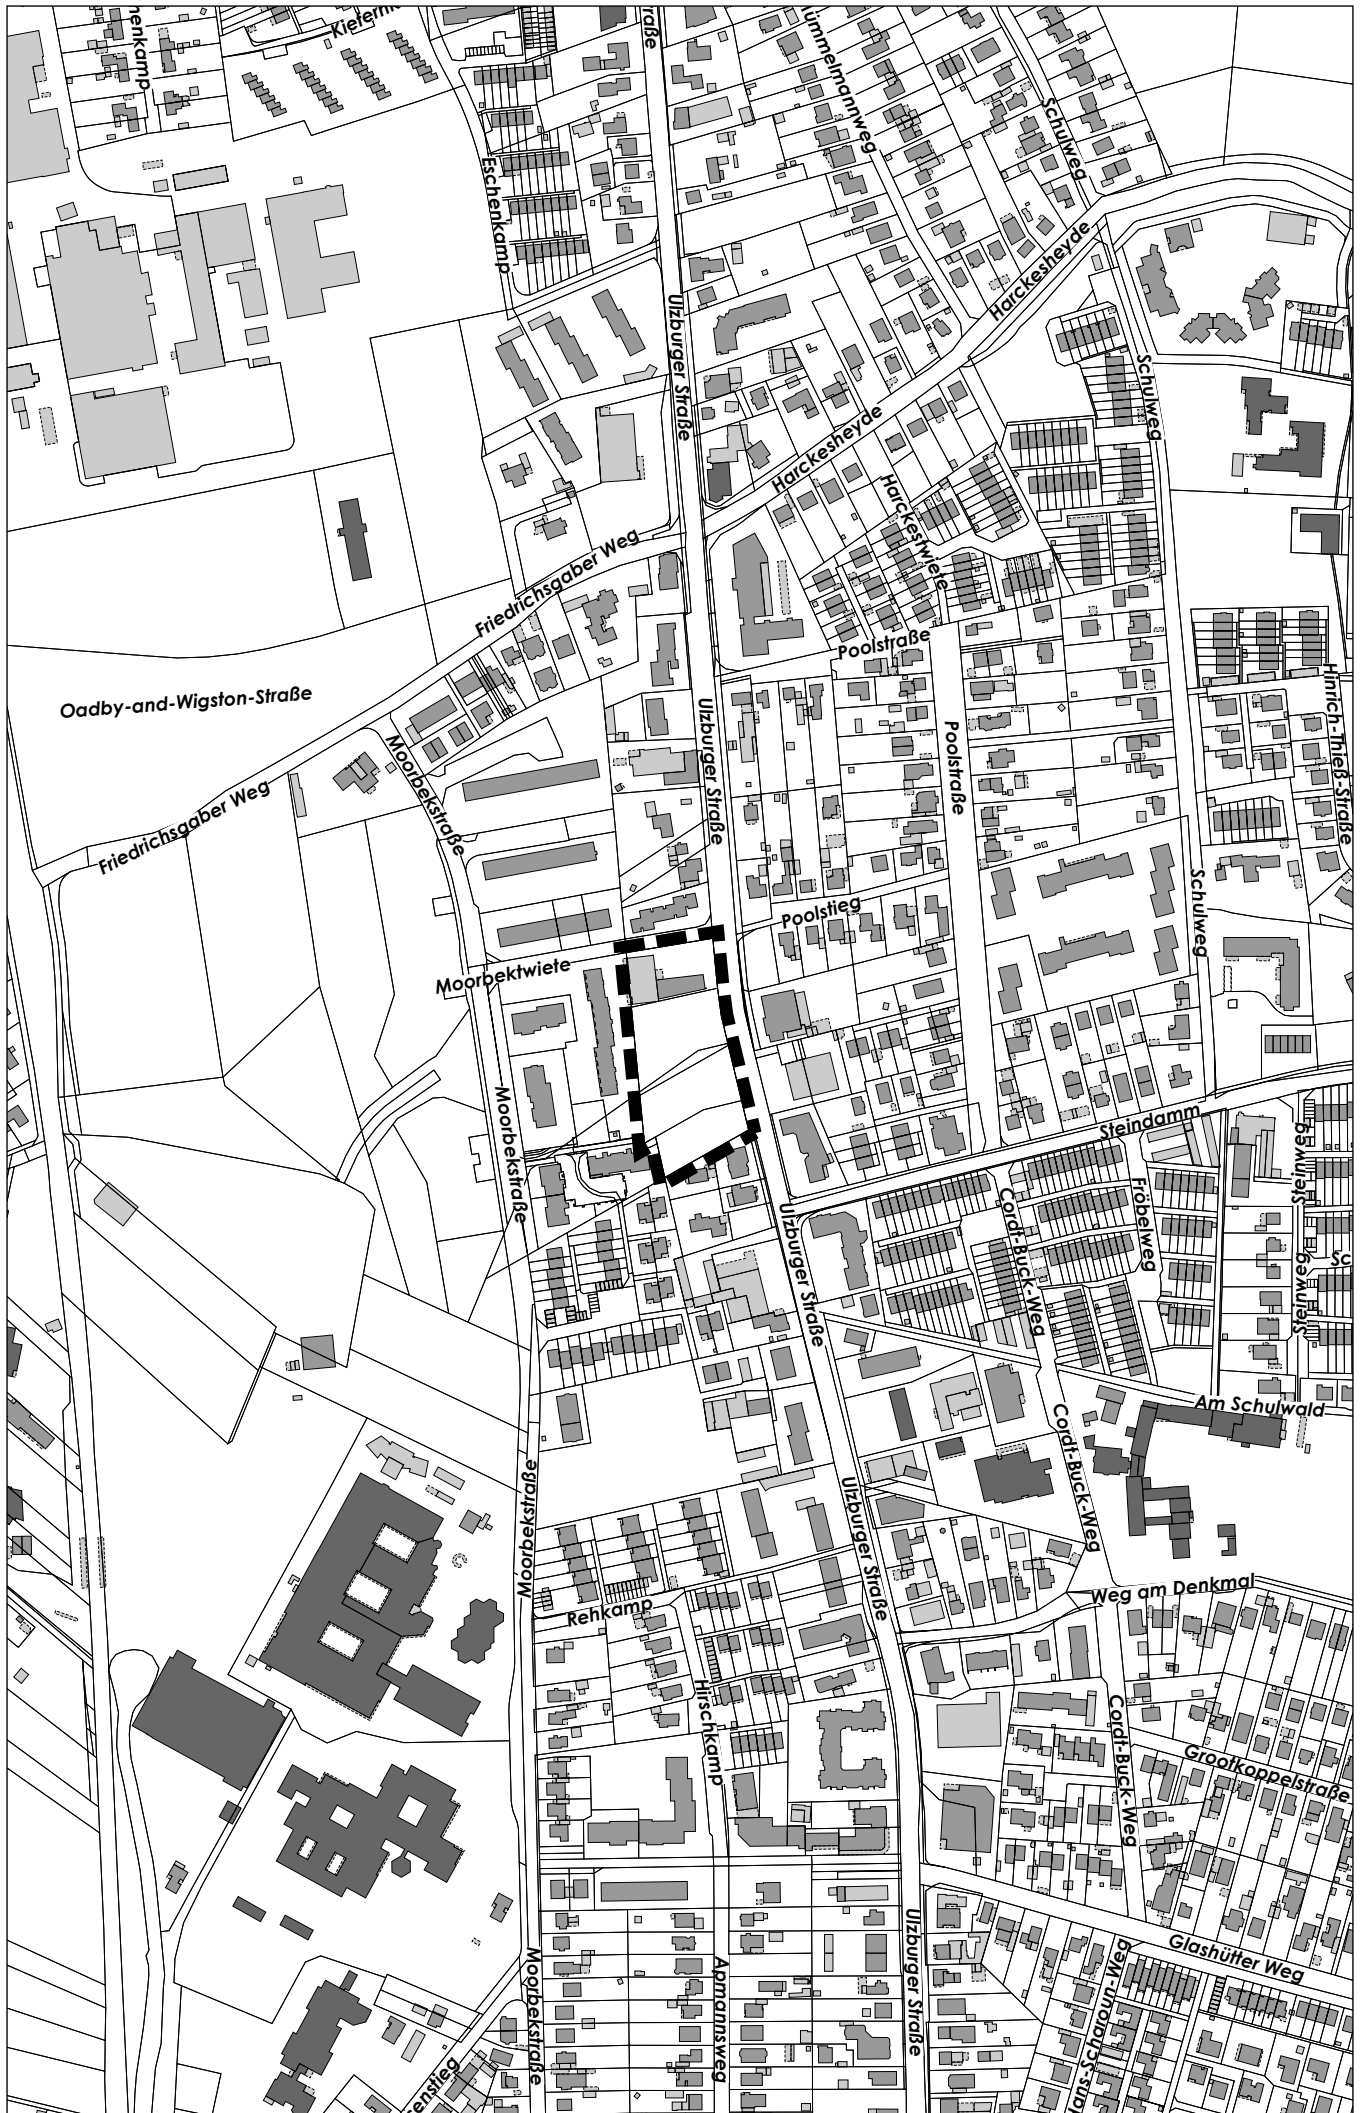 Eschenkamp
Hümmelmannweg
Schulweg
Harckesheyde
Ulzburger Straße
Schulweg
Harckesheyde
Harckestwiete
Friedrichsgaber Weg
Poolstraße
Oadby-and-Wigston-Straße
Hinrich-Thieß-Straße
Ulzburger Straße
Poolstraße
Moorbekstraße
Friedrichsgaber Weg
Schulweg
Poolstieg
Moorbektwiete
Moorbekstraße
Steindamm
Steinweg
Fröbelweg
Cordt-Buck-Weg
Ulzburger Straße
Steinweg
Am Schulwald
Cordt-Buck-Weg
Moorbekstraße
Ulzburger Straße
Weg am Denkmal
Rehkamp
Hirschkamp
Cordt-Buck-Weg
Grootkoppelstraße
Ulzburger Straße
Glashütter Weg
Moorbekstraße
Apmannsweg